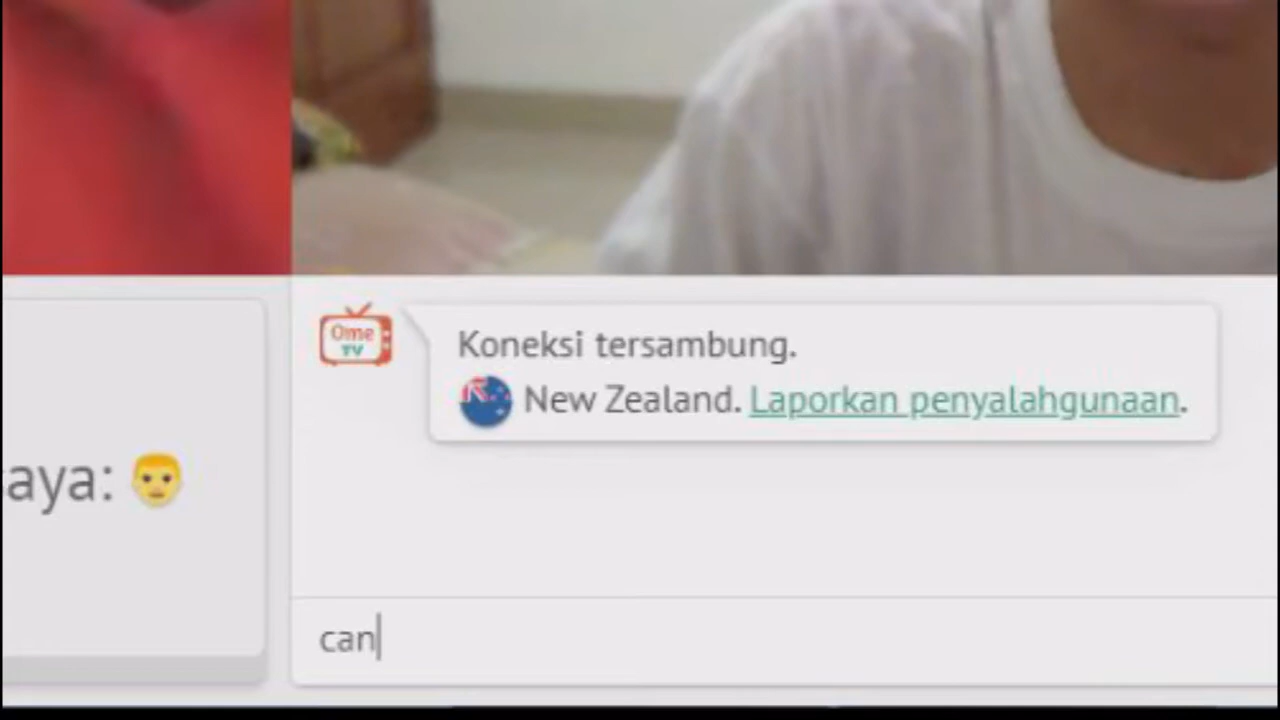 Ome
TV
Koneksi tersambung.
New Zealand. Laporkan penyalahgunaan.
aya:
can